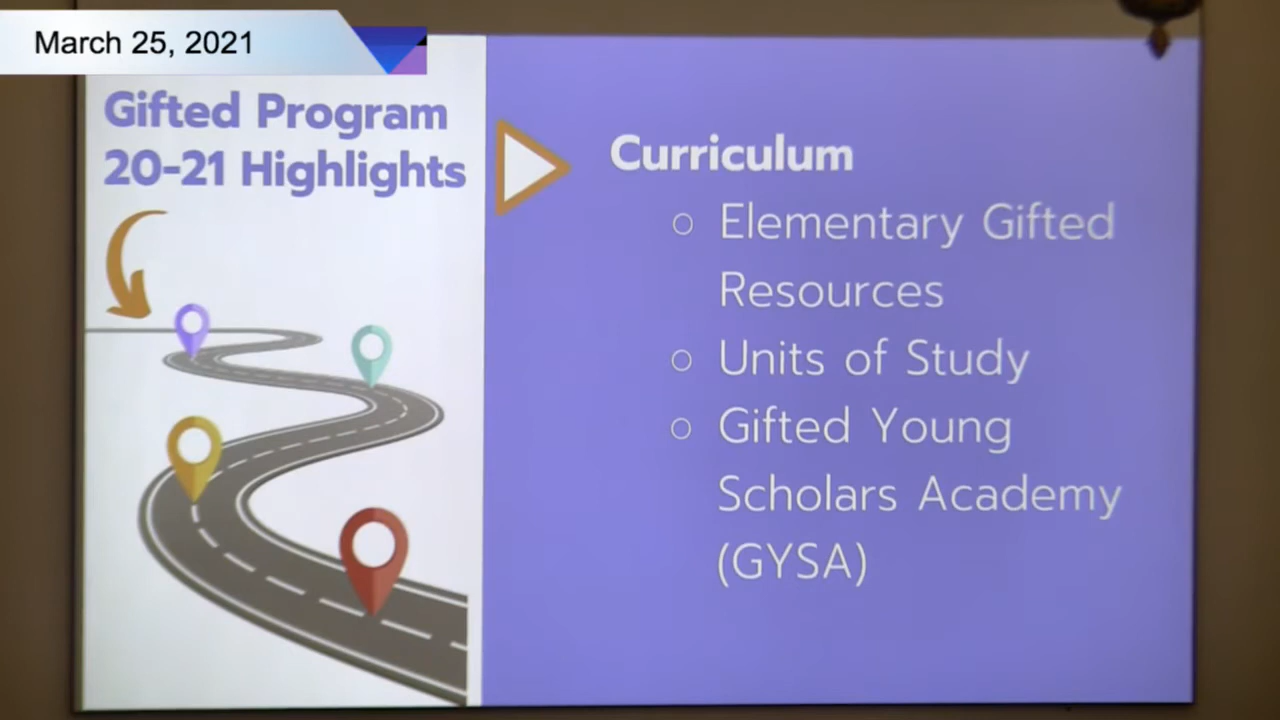 March 25, 2021
Gifted Program
20-21 Highlights
Curriculum
Elementary Gifted
Resources
Units of Study
Gifted Young
Scholars Academy
(GYSA)